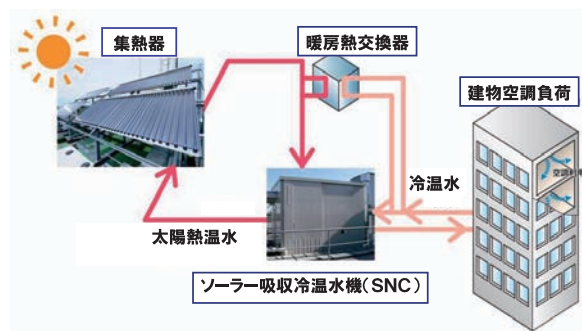 集熱器
暖房熱交換器
建物空調負荷
冷温水
太陽熱温水
ソーラー吸収冷温水機(SNC)